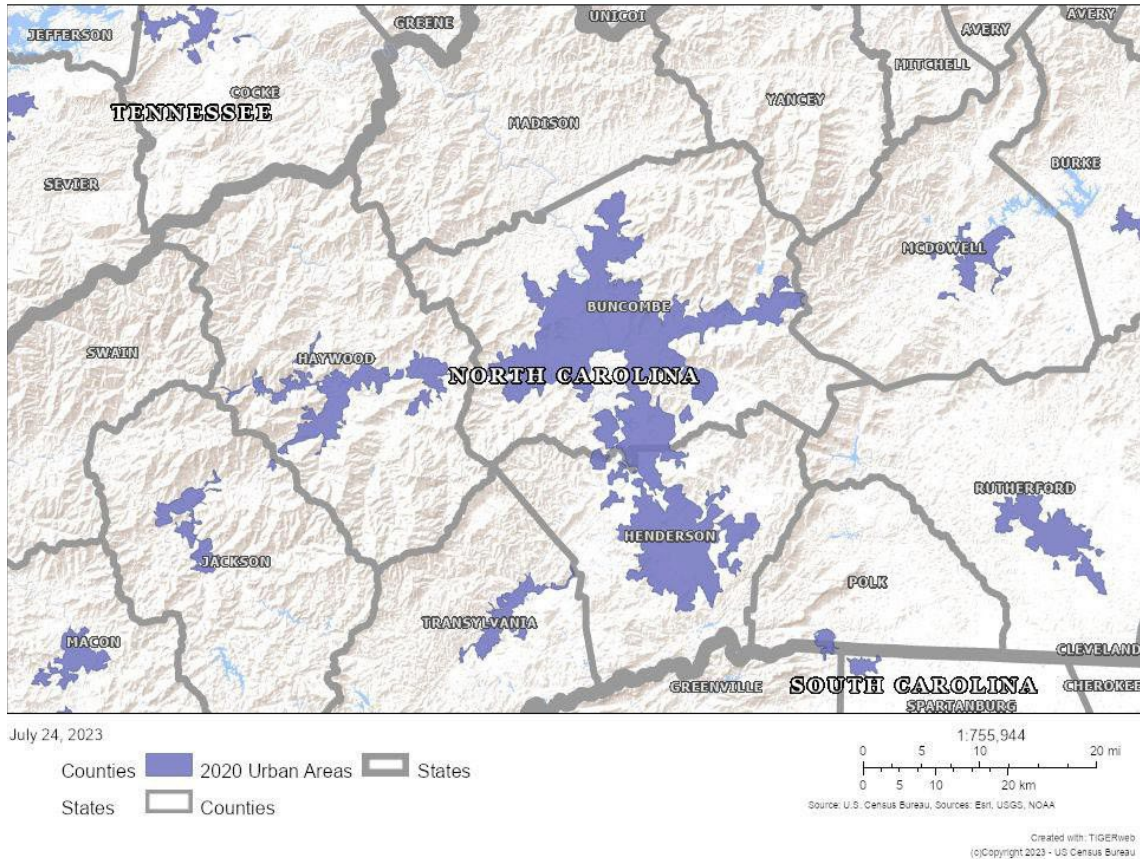 GREENE
UNICOI
AVERY
JEFFERSON
AVERY
MITCHELL
COCKE
YANCEY
TENNESSEE
MADISON
BURKE
SEVIER
MCDOWELL
BUNCOMBE
SWAIN
HAYWOOD
NORTH CAROLINA
RUTHERFORD
HENDERSON
JACKSON
POLK
TRANSYLVANIA
MACON
CLEVELAND
GREENVILLE
SOUTH CAROLINA
CHEROKEE
SPARTANBURG
July 24, 2023
1:755,944
0 5 10 20 mi
0 5 10 20 km
Counties 2020 Urban Areas States
States Counties
Source: U.S. Census Bureau, Sources: Esri, USGS, NOAA
Created with: TIGERweb
(c)Copyright 2023 - US Census Bureau